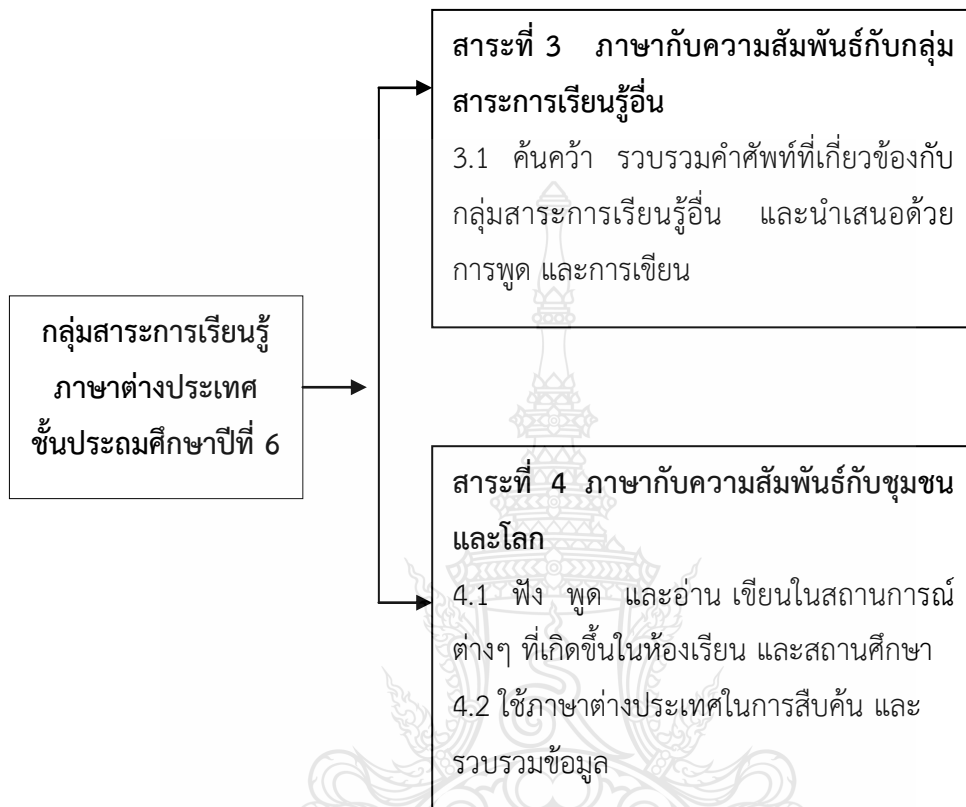 สาระที่ 3 ภาษากับความสัมพันธ์กับกลุ่ม
สาระการเรียนรู้อื่น
3.1 ค้นคว้า รวบรวมคำศัพท์ที่เกี่ยวข้องกับ
กลุ่มสาระการเรียนรู้อื่น และนำเสนอด้วย
การพูด และการเขียน
กลุ่มสาระการเรียนรู้
ภาษาต่างประเทศ
ชั้นประถมศึกษาปีที่ 6
สาระที่ 4 ภาษากับความสัมพันธ์กับชุมชน
และโลก
4.1 ฟัง พูด และอ่าน เขียนในสถานการณ์
ต่างๆ ที่เกิดขึ้นในห้องเรียน และสถานศึกษา
4.2 ใช้ภาษาต่างประเทศในการสืบค้น และ
รวบรวมข้อมูล